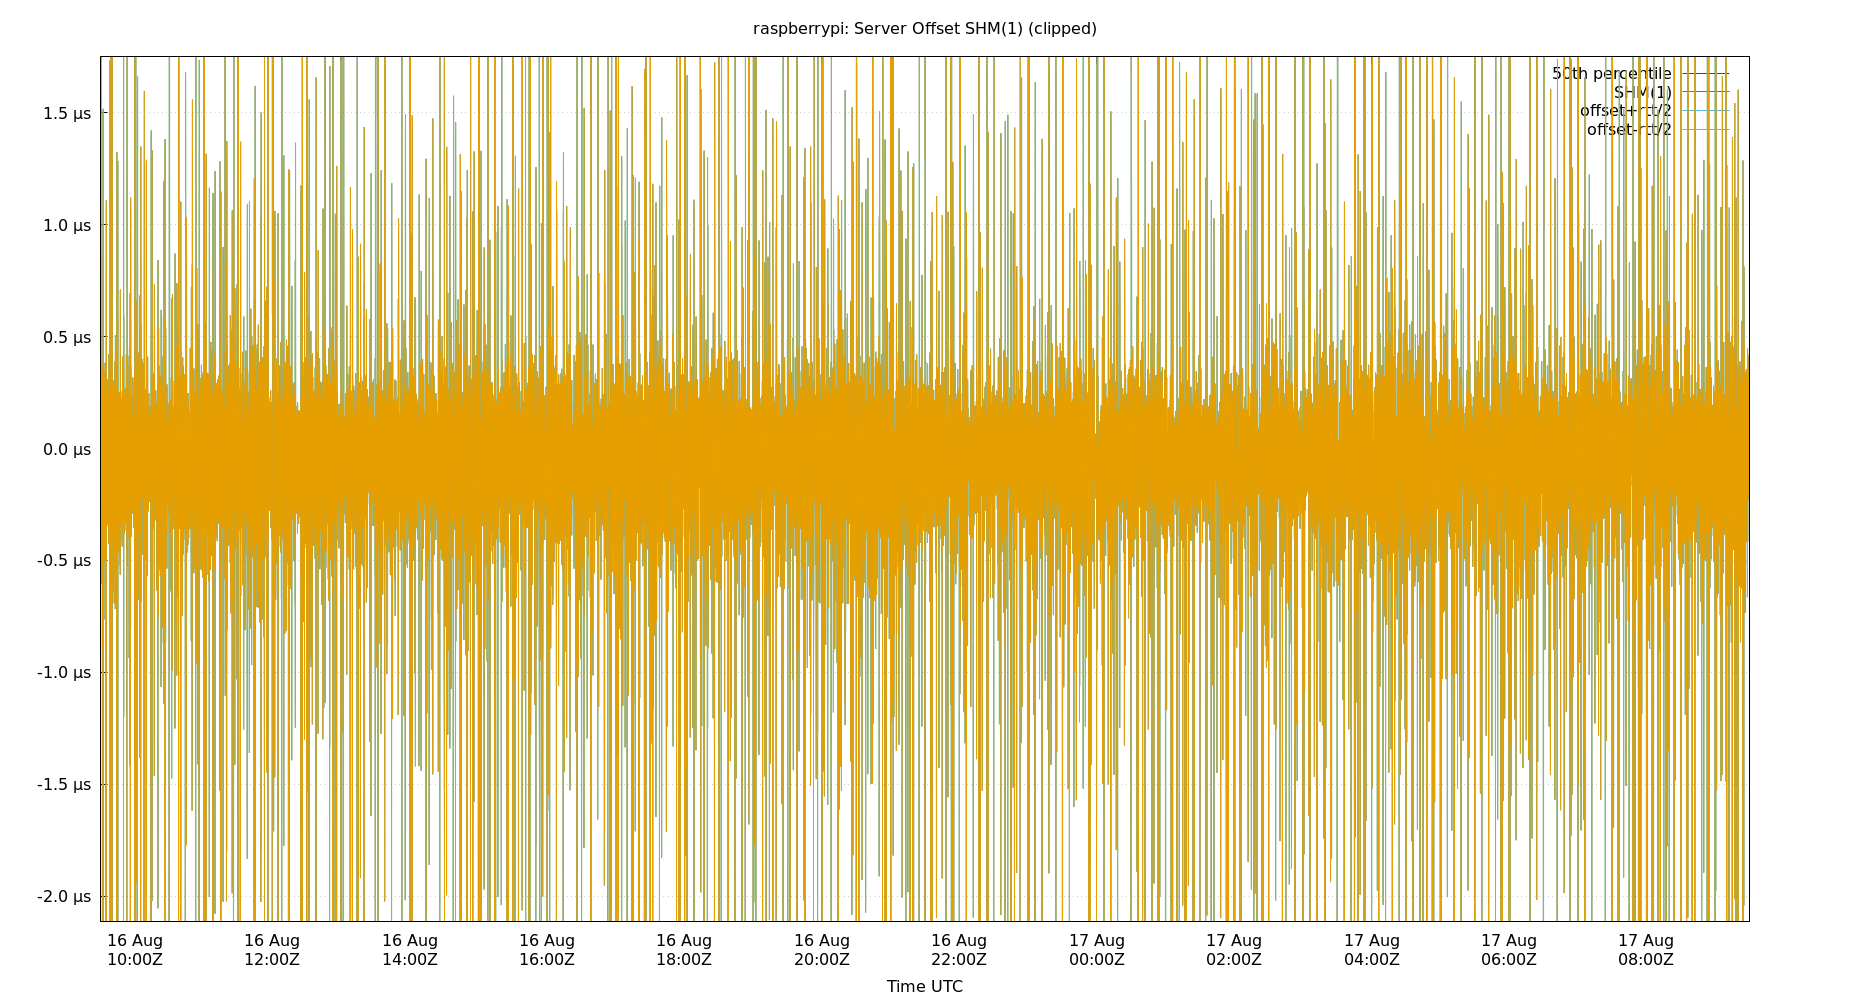 raspberrypi: Server Offset SHM(1) (clipped)
50th percentile
SHM(1)
offset+rtt/2
offset-rtt/2
1.5 µs
1.0 µs
0.5 µs
0.0 µs
-0.5 µs
-1.0 µs
-1.5 µs
-2.0 µs
16 Aug 16 Aug 16 Aug 16 Aug 16 Aug 16 Aug 16 Aug 17 Aug 17 Aug 17 Aug 17 Aug 17 Aug
10:00Z 12:00Z 14:00Z 16:00Z 18:00Z 20:00Z 22:00Z 00:00Z 02:00Z 04:00Z 06:00Z 08:00Z
Time UTC